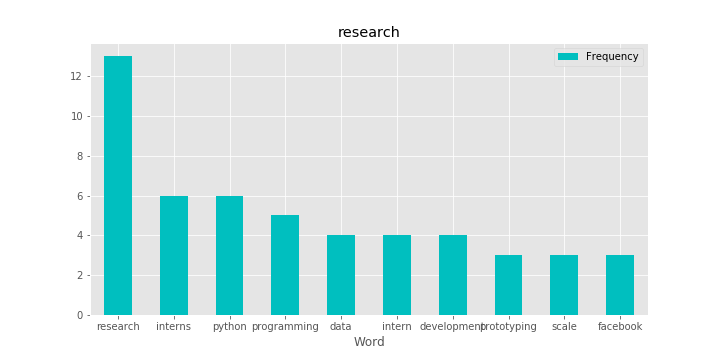 research
Frequency
12
10
8
6
4
2
0
research interns python programming data intern development prototyping scale facebook
Word